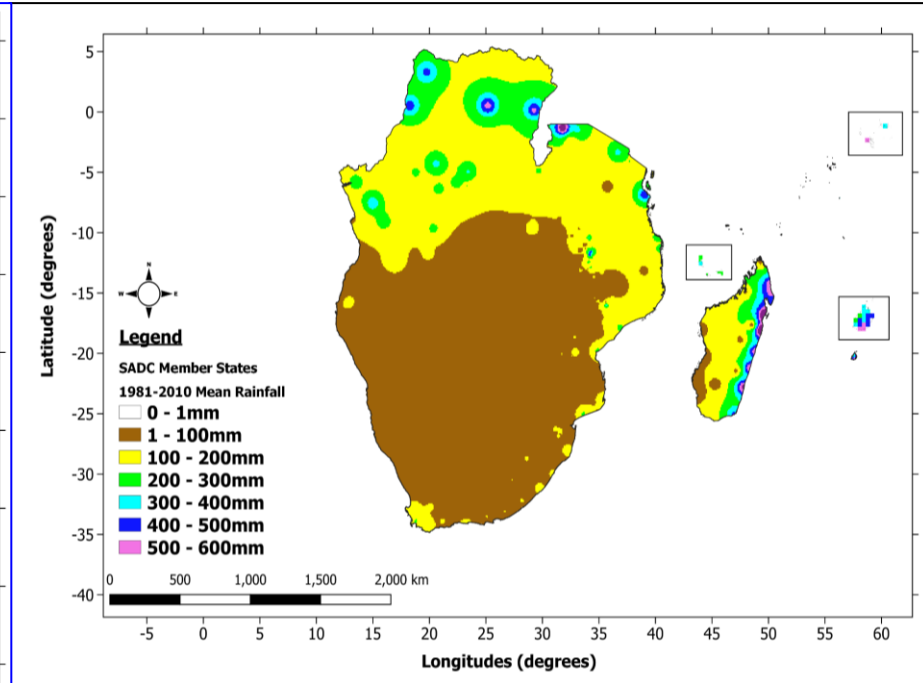 5
0
-5
-10
-15
-20
-25
-30
-35
-40
Latitude (degrees)
N
W
E
S
Legend
SADC Member States
1981-2010 Mean Rainfall
0 - 1mm
1 - 100mm
100 - 200mm
200 - 300mm
300 - 400mm
400 - 500mm
500 - 600mm
0 500 1,000 1,500 2,000 km
-5 0 5 10 15 20 25 30 35 40 45 50 55 60
Longitudes (degrees)